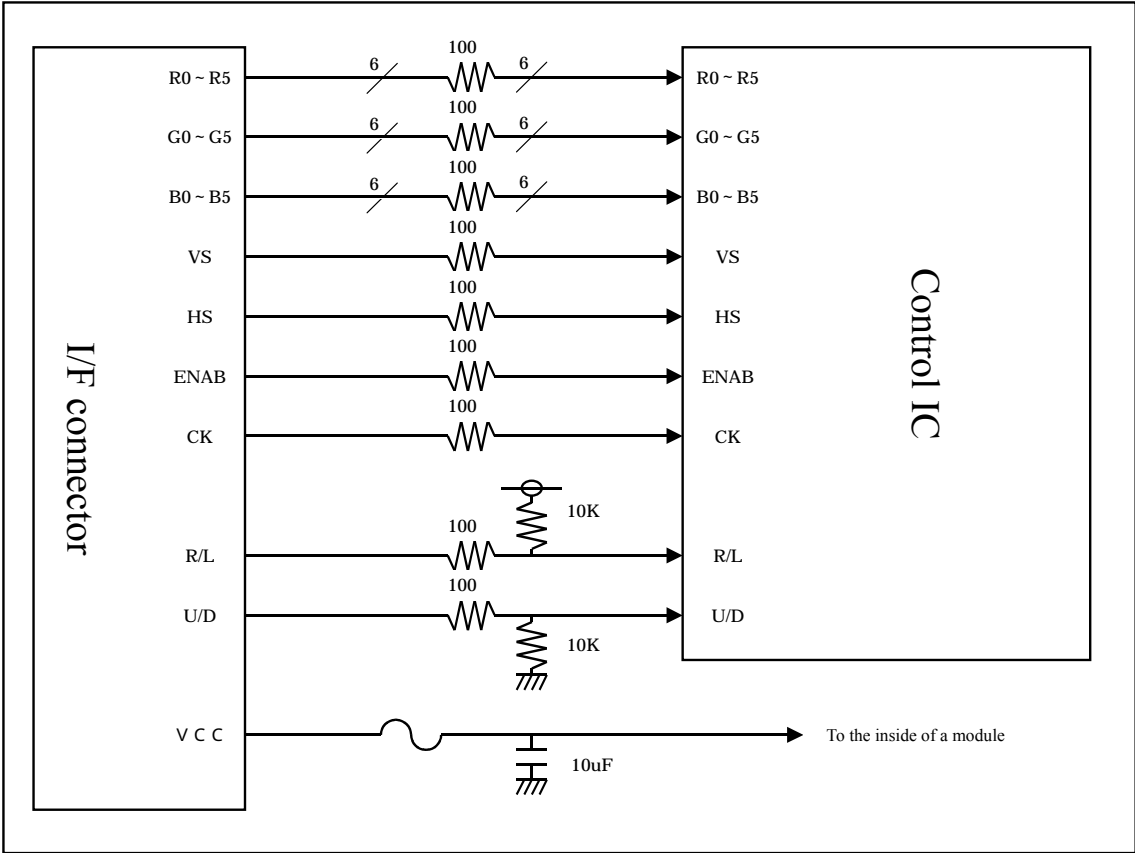 100
R0 ~ R5 6 6 R0 ~ R5
100
G0 ~ G5 6 6 G0 ~ G5
100
B0 ~ B5 6 6 B0 ~ B5
100
VS VS
100
HS HS
100
ENAB ENAB
100
CK CK
I/F connector
Control IC
10K
100
R/L R/L
100
U/D U/D
10K
VCC To the inside of a module
10uF